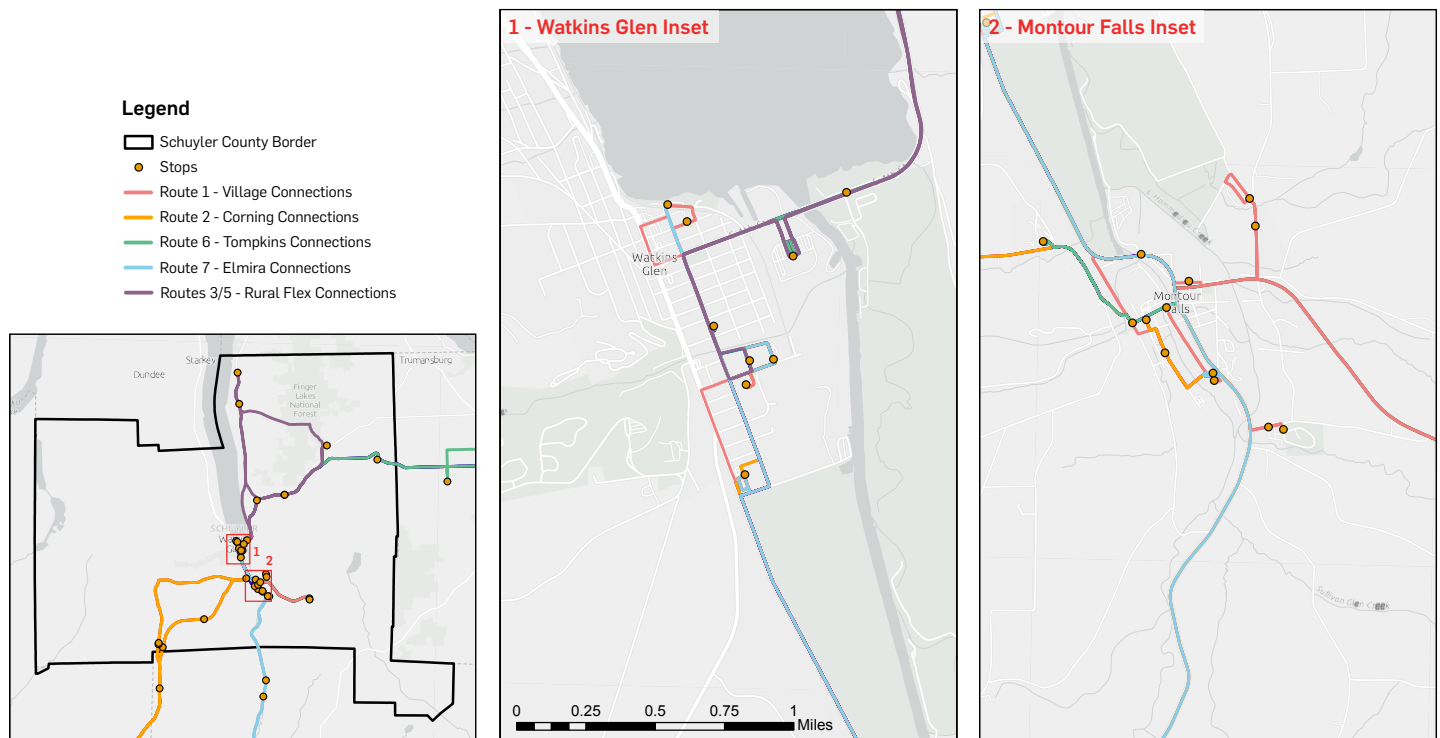 Legend
Schuyler County Border
Stops
Route 1 - Village Connections
Route 2 - Corning Connections
Route 6 - Tompkins Connections
Route 7 - Elmira Connections
Routes 3/5 - Rural Flex Connections
Starkey
Dundee
Trumansburg
Finger
Lakes
National
Forest
1
2
1 - Watkins Glen Inset
Watkins
Glen
0 0.25 0.5 0.75 1
Miles
2 - Montour Falls Inset
Montour
Falls
Sullivan Glen Creek